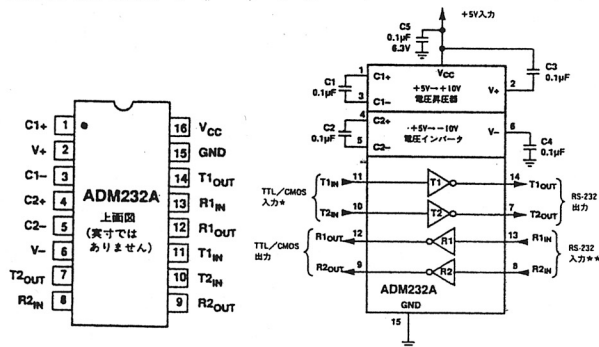 C1+ 1
V+ 2
C1– 3
C2+ 4
C2– 5
V– 6
T2OUT 7
R2IN 8
16 VCC
15 GND
14 T1OUT
13 R1IN
12 R1OUT
11 T1IN
10 T2IN
9 R2OUT
ADM232A
上面図
(実寸では
ありません)
+5V入力
C5
0.1μF
6.3V
C1
0.1μF
1 C1+
3 C1–
VCC
+5V→+10V
電圧昇圧器
V+ 2
C3
0.1μF
C2
0.1μF
4 C2+
5 C2–
+5V→–10V
電圧インバータ
V– 6
C4
0.1μF
TTL/CMOS
入力*
T1IN 11 T1 14 T1OUT
T2IN 10 T2 7 T2OUT
RS-232
出力
TTL/CMOS
出力
R1OUT 12 R1 13 R1IN
R2OUT 9 R2 8 R2IN
RS-232
入力**
ADM232A
GND
15